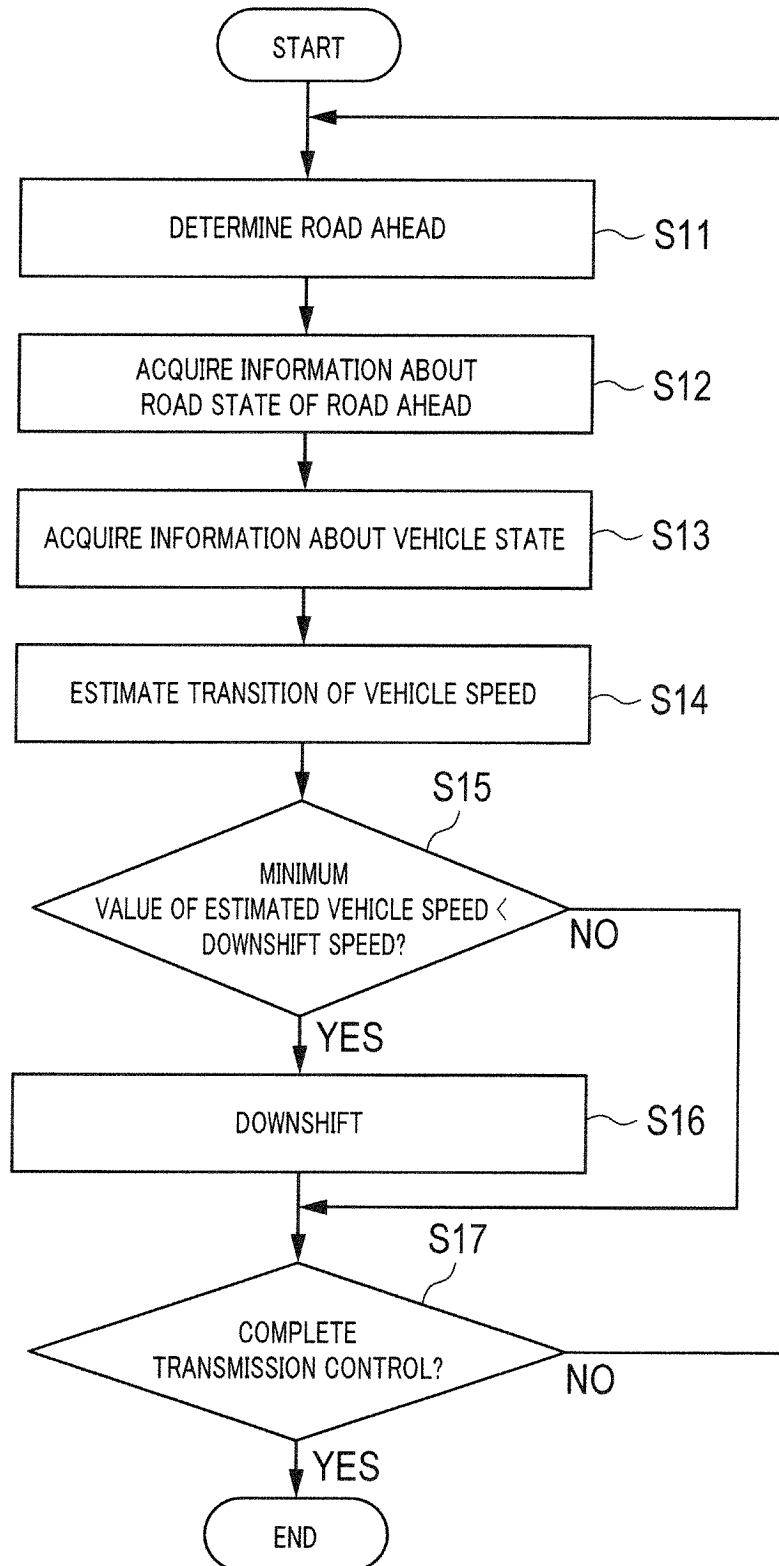 START
DETERMINE ROAD AHEAD
S11
ACQUIRE INFORMATION ABOUT
ROAD STATE OF ROAD AHEAD
S12
ACQUIRE INFORMATION ABOUT VEHICLE STATE
S13
ESTIMATE TRANSITION OF VEHICLE SPEED
S14
S15
MINIMUM
VALUE OF ESTIMATED VEHICLE SPEED <
DOWNSHIFT SPEED?
NO
YES
DOWNSHIFT
S16
S17
COMPLETE
TRANSMISSION CONTROL?
NO
YES
END